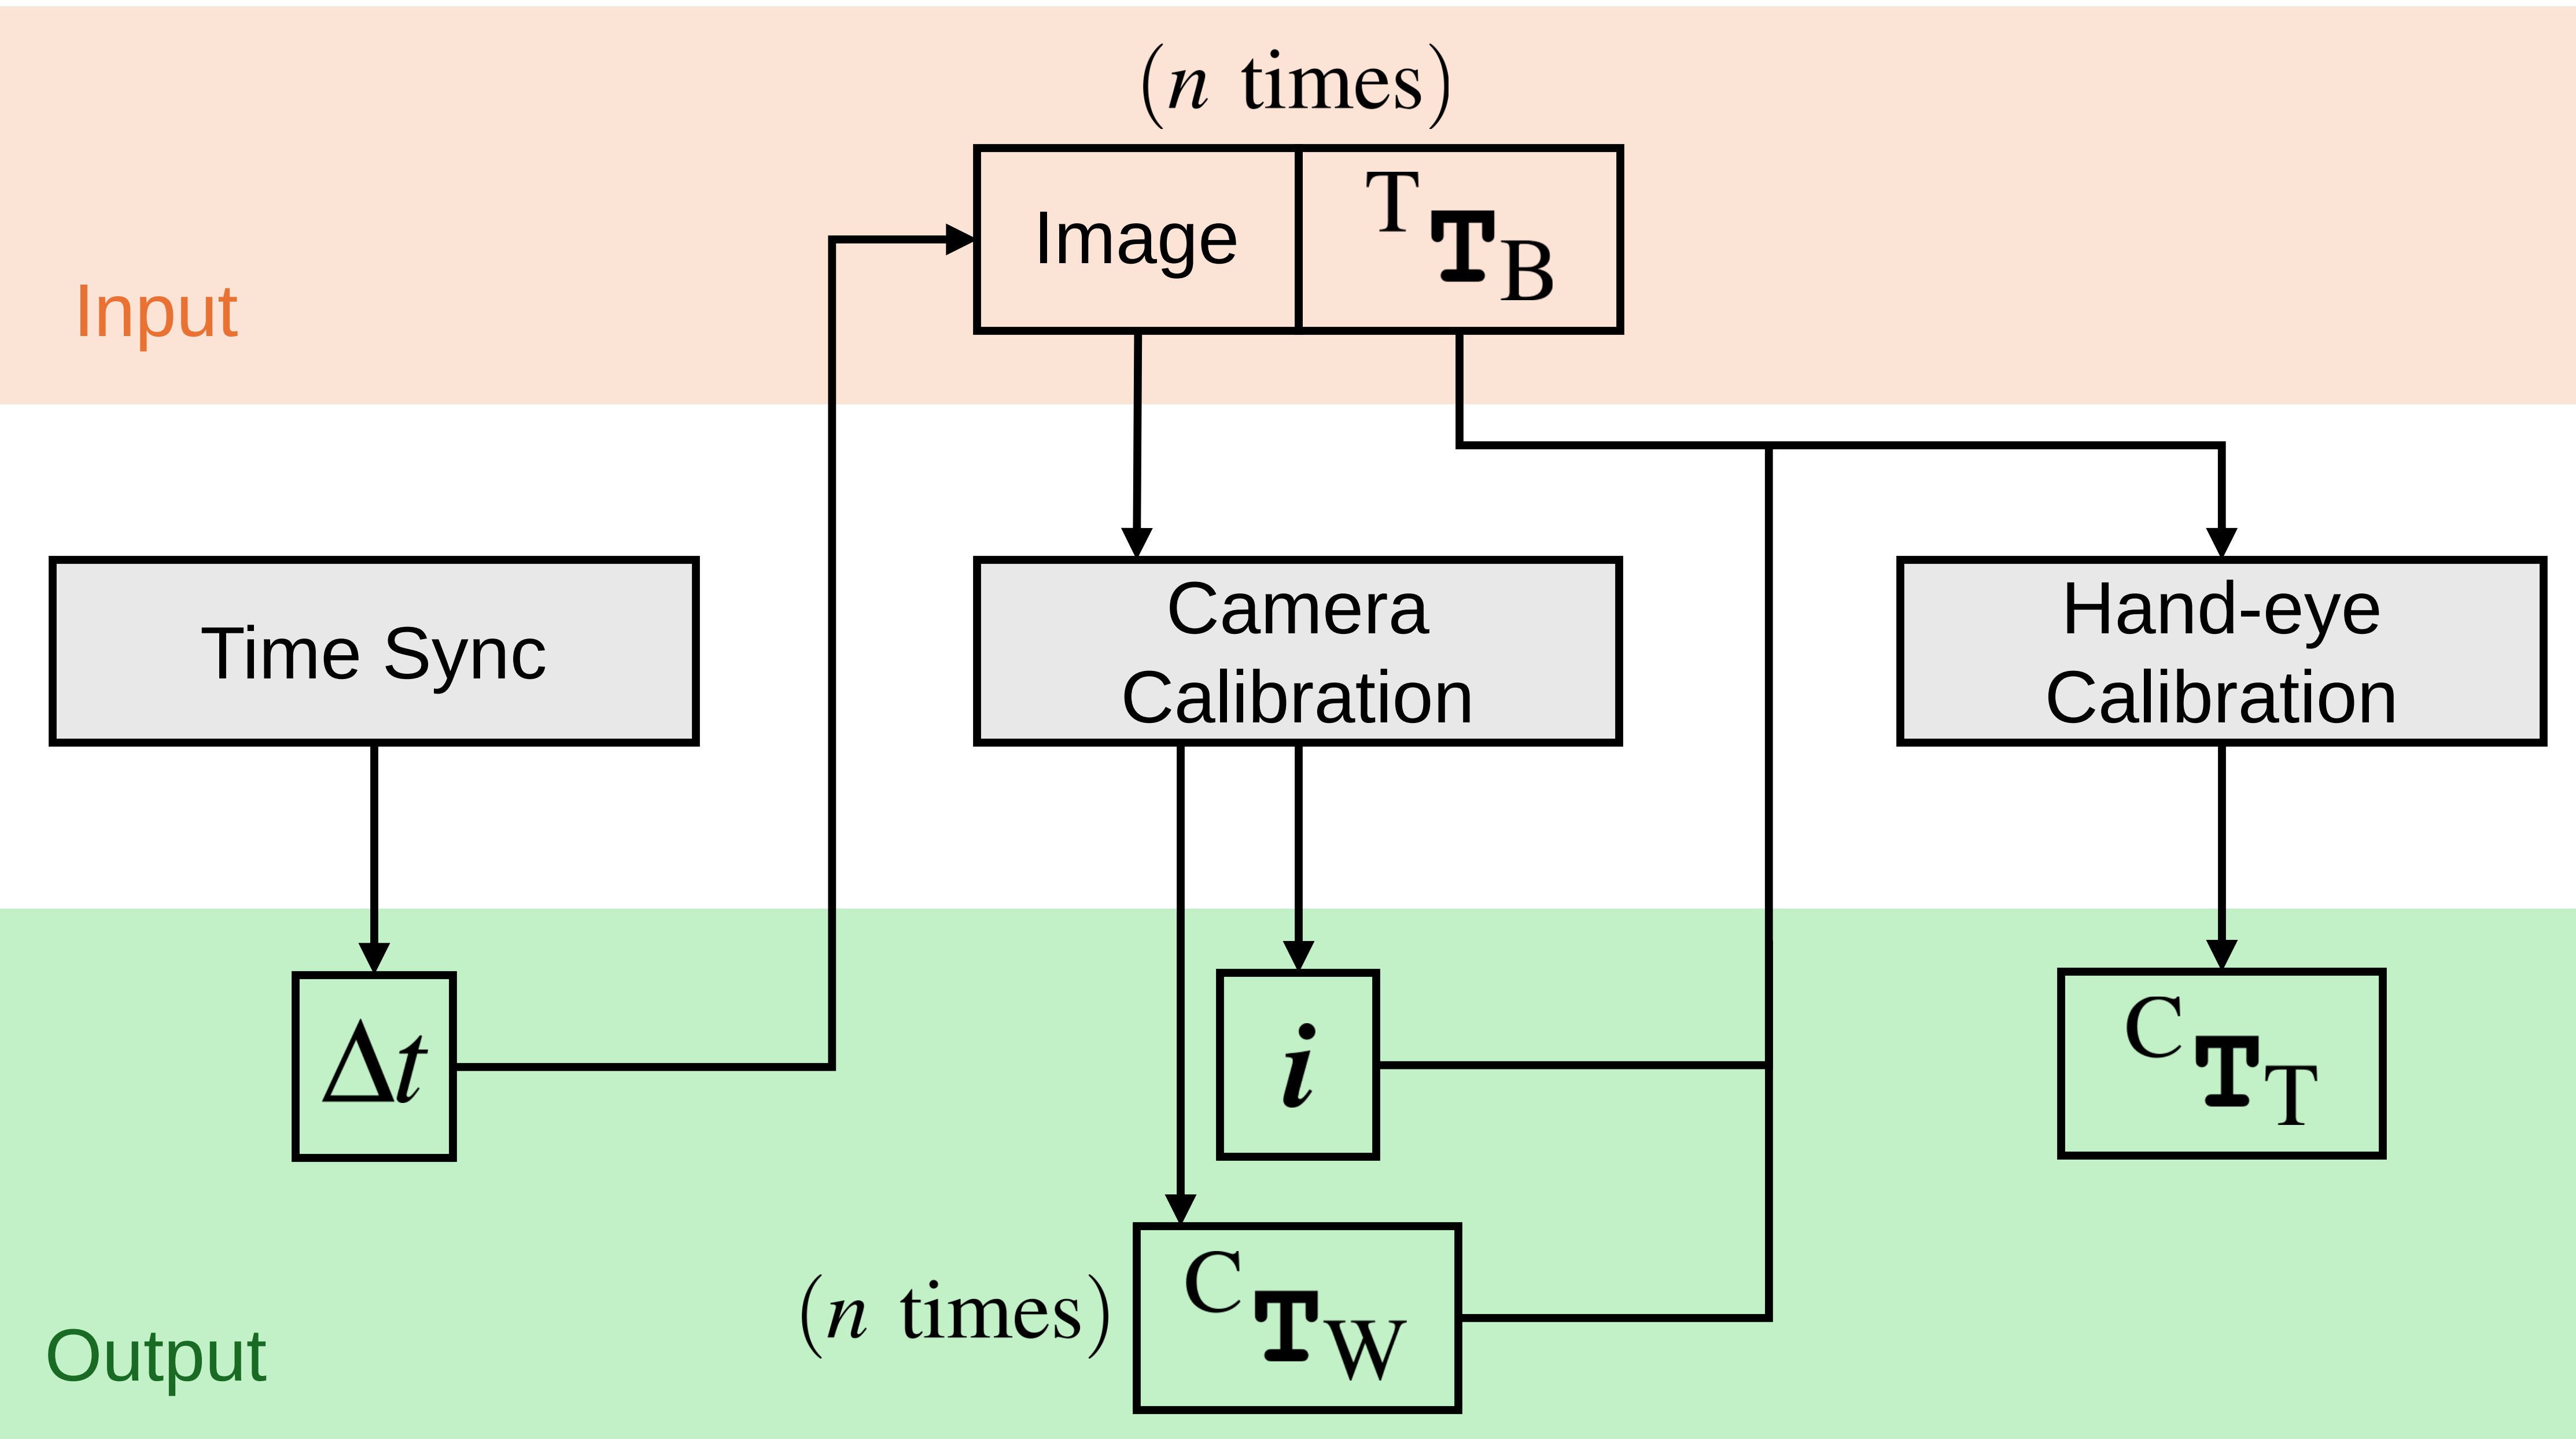 (n times)
Image
ᵀ𝐓_B
Input
Time Sync
Camera
Calibration
Hand-eye
Calibration
Δt
i
ᶜ𝐓_T
(n times)
ᶜ𝐓_W
Output